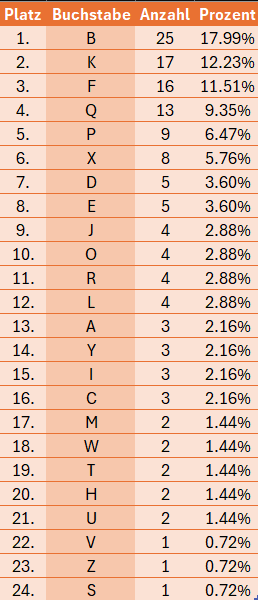 Platz Buchstabe Anzahl Prozent
1. B 25 17.99%
2. K 17 12.23%
3. F 16 11.51%
4. Q 13 9.35%
5. P 9 6.47%
6. X 8 5.76%
7. D 5 3.60%
8. E 5 3.60%
9. J 4 2.88%
10. O 4 2.88%
11. R 4 2.88%
12. L 4 2.88%
13. A 3 2.16%
14. Y 3 2.16%
15. I 3 2.16%
16. C 3 2.16%
17. M 2 1.44%
18. W 2 1.44%
19. T 2 1.44%
20. H 2 1.44%
21. U 2 1.44%
22. V 1 0.72%
23. Z 1 0.72%
24. S 1 0.72%